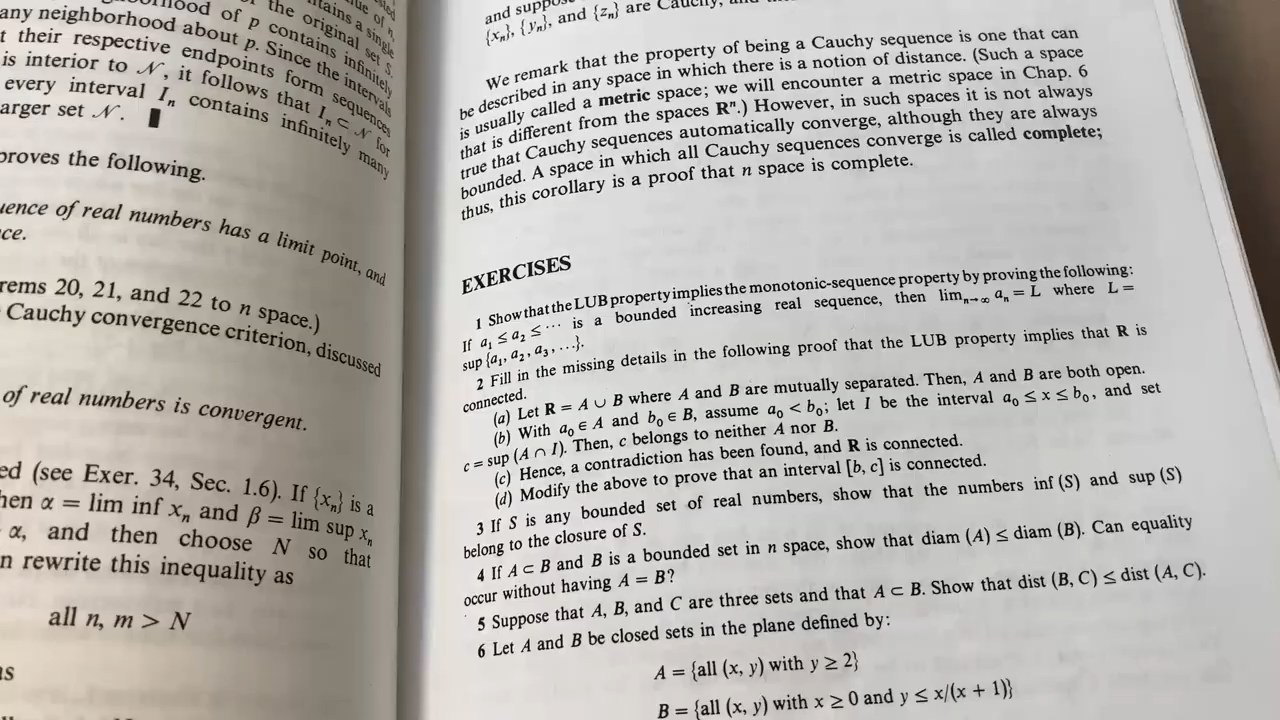 hood of p contains infinitely
any neighborhood about p. Since the intervals
t their respective endpoints form sequences
is interior to 𝒩, it follows that Iₙ ⊂ 𝒩 for
every interval Iₙ contains infinitely many
arger set 𝒩. ▮
proves the following.
uence of real numbers has a limit point, and
ce.
rems 20, 21, and 22 to n space.)
Cauchy convergence criterion, discussed
of real numbers is convergent.
ed (see Exer. 34, Sec. 1.6). If {xₙ} is a
hen α = lim inf xₙ and β = lim sup xₙ
α, and then choose N so that
n rewrite this inequality as
all n, m > N
as
and suppose
{xₙ}, {yₙ}, and {zₙ} are Cauchy, and
We remark that the property of being a Cauchy sequence is one that can
be described in any space in which there is a notion of distance. (Such a space
is usually called a metric space; we will encounter a metric space in Chap. 6
that is different from the spaces Rⁿ.) However, in such spaces it is not always
true that Cauchy sequences automatically converge, although they are always
bounded. A space in which all Cauchy sequences converge is called complete;
thus, this corollary is a proof that n space is complete.
EXERCISES
1 Show that the LUB property implies the monotonic-sequence property by proving the following:
If a₁ ≤ a₂ ≤ ⋯ is a bounded increasing real sequence, then limₙ→∞ aₙ = L where L =
sup {a₁, a₂, a₃, …}.
2 Fill in the missing details in the following proof that the LUB property implies that R is
connected.
(a) Let R = A ∪ B where A and B are mutually separated. Then, A and B are both open.
(b) With a₀ ∈ A and b₀ ∈ B, assume a₀ < b₀; let I be the interval a₀ ≤ x ≤ b₀, and set
c = sup (A ∩ I). Then, c belongs to neither A nor B.
(c) Hence, a contradiction has been found, and R is connected.
(d) Modify the above to prove that an interval [b, c] is connected.
3 If S is any bounded set of real numbers, show that the numbers inf (S) and sup (S)
belong to the closure of S.
4 If A ⊂ B and B is a bounded set in n space, show that diam (A) ≤ diam (B). Can equality
occur without having A = B?
5 Suppose that A, B, and C are three sets and that A ⊂ B. Show that dist (B, C) ≤ dist (A, C).
6 Let A and B be closed sets in the plane defined by:
A = {all (x, y) with y ≥ 2}
B = {all (x, y) with x ≥ 0 and y ≤ x/(x + 1)}